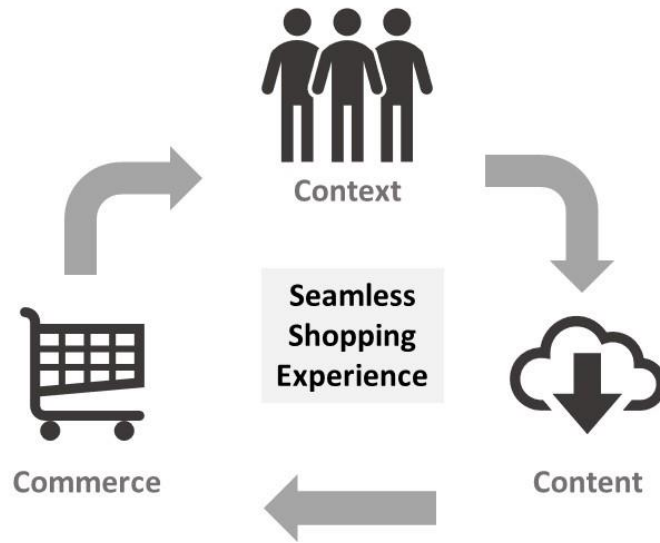 Context
Seamless
Shopping
Experience
Commerce
Content